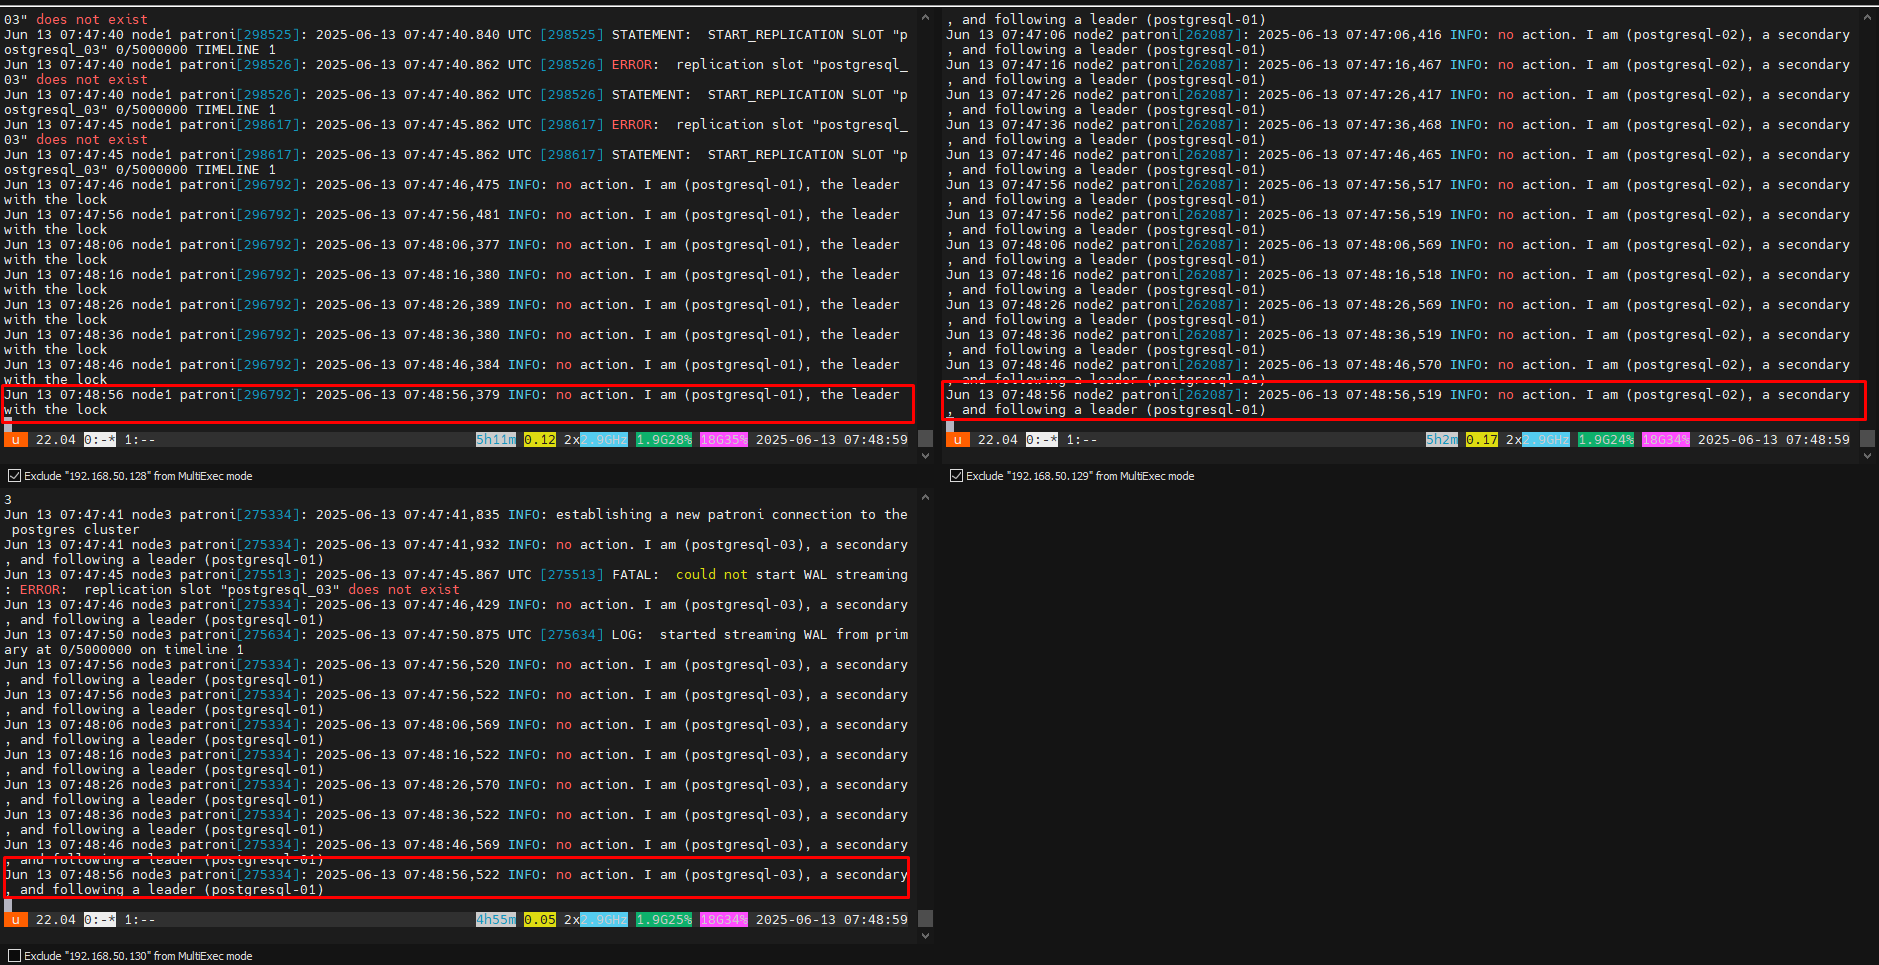 03" does not exist
Jun 13 07:47:40 node1 patroni[298525]: 2025-06-13 07:47:40.840 UTC [298525] STATEMENT:  START_REPLICATION SLOT "p
ostgresql_03" 0/5000000 TIMELINE 1
Jun 13 07:47:40 node1 patroni[298526]: 2025-06-13 07:47:40.862 UTC [298526] ERROR:  replication slot "postgresql_
03" does not exist
Jun 13 07:47:40 node1 patroni[298526]: 2025-06-13 07:47:40.862 UTC [298526] STATEMENT:  START_REPLICATION SLOT "p
ostgresql_03" 0/5000000 TIMELINE 1
Jun 13 07:47:45 node1 patroni[298617]: 2025-06-13 07:47:45.862 UTC [298617] ERROR:  replication slot "postgresql_
03" does not exist
Jun 13 07:47:45 node1 patroni[298617]: 2025-06-13 07:47:45.862 UTC [298617] STATEMENT:  START_REPLICATION SLOT "p
ostgresql_03" 0/5000000 TIMELINE 1
Jun 13 07:47:46 node1 patroni[296792]: 2025-06-13 07:47:46,475 INFO: no action. I am (postgresql-01), the leader
with the lock
Jun 13 07:47:56 node1 patroni[296792]: 2025-06-13 07:47:56,481 INFO: no action. I am (postgresql-01), the leader
with the lock
Jun 13 07:48:06 node1 patroni[296792]: 2025-06-13 07:48:06,377 INFO: no action. I am (postgresql-01), the leader
with the lock
Jun 13 07:48:16 node1 patroni[296792]: 2025-06-13 07:48:16,380 INFO: no action. I am (postgresql-01), the leader
with the lock
Jun 13 07:48:26 node1 patroni[296792]: 2025-06-13 07:48:26,389 INFO: no action. I am (postgresql-01), the leader
with the lock
Jun 13 07:48:36 node1 patroni[296792]: 2025-06-13 07:48:36,380 INFO: no action. I am (postgresql-01), the leader
with the lock
Jun 13 07:48:46 node1 patroni[296792]: 2025-06-13 07:48:46,384 INFO: no action. I am (postgresql-01), the leader
with the lock
Jun 13 07:48:56 node1 patroni[296792]: 2025-06-13 07:48:56,379 INFO: no action. I am (postgresql-01), the leader
with the lock
u 22.04 0:-* 1:-- 5h11m 0.12 2x2.9GHz 1.9G28% 18G35% 2025-06-13 07:48:59
Exclude "192.168.50.128" from MultiExec mode
, and following a leader (postgresql-01)
Jun 13 07:47:06 node2 patroni[262087]: 2025-06-13 07:47:06,416 INFO: no action. I am (postgresql-02), a secondary
, and following a leader (postgresql-01)
Jun 13 07:47:16 node2 patroni[262087]: 2025-06-13 07:47:16,467 INFO: no action. I am (postgresql-02), a secondary
, and following a leader (postgresql-01)
Jun 13 07:47:26 node2 patroni[262087]: 2025-06-13 07:47:26,417 INFO: no action. I am (postgresql-02), a secondary
, and following a leader (postgresql-01)
Jun 13 07:47:36 node2 patroni[262087]: 2025-06-13 07:47:36,468 INFO: no action. I am (postgresql-02), a secondary
, and following a leader (postgresql-01)
Jun 13 07:47:46 node2 patroni[262087]: 2025-06-13 07:47:46,465 INFO: no action. I am (postgresql-02), a secondary
, and following a leader (postgresql-01)
Jun 13 07:47:56 node2 patroni[262087]: 2025-06-13 07:47:56,517 INFO: no action. I am (postgresql-02), a secondary
, and following a leader (postgresql-01)
Jun 13 07:47:56 node2 patroni[262087]: 2025-06-13 07:47:56,519 INFO: no action. I am (postgresql-02), a secondary
, and following a leader (postgresql-01)
Jun 13 07:48:06 node2 patroni[262087]: 2025-06-13 07:48:06,569 INFO: no action. I am (postgresql-02), a secondary
, and following a leader (postgresql-01)
Jun 13 07:48:16 node2 patroni[262087]: 2025-06-13 07:48:16,518 INFO: no action. I am (postgresql-02), a secondary
, and following a leader (postgresql-01)
Jun 13 07:48:26 node2 patroni[262087]: 2025-06-13 07:48:26,569 INFO: no action. I am (postgresql-02), a secondary
, and following a leader (postgresql-01)
Jun 13 07:48:36 node2 patroni[262087]: 2025-06-13 07:48:36,519 INFO: no action. I am (postgresql-02), a secondary
, and following a leader (postgresql-01)
Jun 13 07:48:46 node2 patroni[262087]: 2025-06-13 07:48:46,570 INFO: no action. I am (postgresql-02), a secondary
, and following a leader (postgresql-01)
Jun 13 07:48:56 node2 patroni[262087]: 2025-06-13 07:48:56,519 INFO: no action. I am (postgresql-02), a secondary
, and following a leader (postgresql-01)
u 22.04 0:-* 1:-- 5h2m 0.17 2x2.9GHz 1.9G24% 18G34% 2025-06-13 07:48:59
Exclude "192.168.50.129" from MultiExec mode
3
Jun 13 07:47:41 node3 patroni[275334]: 2025-06-13 07:47:41,835 INFO: establishing a new patroni connection to the
postgres cluster
Jun 13 07:47:41 node3 patroni[275334]: 2025-06-13 07:47:41,932 INFO: no action. I am (postgresql-03), a secondary
, and following a leader (postgresql-01)
Jun 13 07:47:45 node3 patroni[275513]: 2025-06-13 07:47:45.867 UTC [275513] FATAL:  could not start WAL streaming
: ERROR:  replication slot "postgresql_03" does not exist
Jun 13 07:47:46 node3 patroni[275334]: 2025-06-13 07:47:46,429 INFO: no action. I am (postgresql-03), a secondary
, and following a leader (postgresql-01)
Jun 13 07:47:50 node3 patroni[275634]: 2025-06-13 07:47:50.875 UTC [275634] LOG:  started streaming WAL from prim
ary at 0/5000000 on timeline 1
Jun 13 07:47:56 node3 patroni[275334]: 2025-06-13 07:47:56,520 INFO: no action. I am (postgresql-03), a secondary
, and following a leader (postgresql-01)
Jun 13 07:47:56 node3 patroni[275334]: 2025-06-13 07:47:56,522 INFO: no action. I am (postgresql-03), a secondary
, and following a leader (postgresql-01)
Jun 13 07:48:06 node3 patroni[275334]: 2025-06-13 07:48:06,569 INFO: no action. I am (postgresql-03), a secondary
, and following a leader (postgresql-01)
Jun 13 07:48:16 node3 patroni[275334]: 2025-06-13 07:48:16,522 INFO: no action. I am (postgresql-03), a secondary
, and following a leader (postgresql-01)
Jun 13 07:48:26 node3 patroni[275334]: 2025-06-13 07:48:26,570 INFO: no action. I am (postgresql-03), a secondary
, and following a leader (postgresql-01)
Jun 13 07:48:36 node3 patroni[275334]: 2025-06-13 07:48:36,522 INFO: no action. I am (postgresql-03), a secondary
, and following a leader (postgresql-01)
Jun 13 07:48:46 node3 patroni[275334]: 2025-06-13 07:48:46,569 INFO: no action. I am (postgresql-03), a secondary
, and following a leader (postgresql-01)
Jun 13 07:48:56 node3 patroni[275334]: 2025-06-13 07:48:56,522 INFO: no action. I am (postgresql-03), a secondary
, and following a leader (postgresql-01)
u 22.04 0:-* 1:-- 4h55m 0.05 2x2.9GHz 1.9G25% 18G34% 2025-06-13 07:48:59
Exclude "192.168.50.130" from MultiExec mode